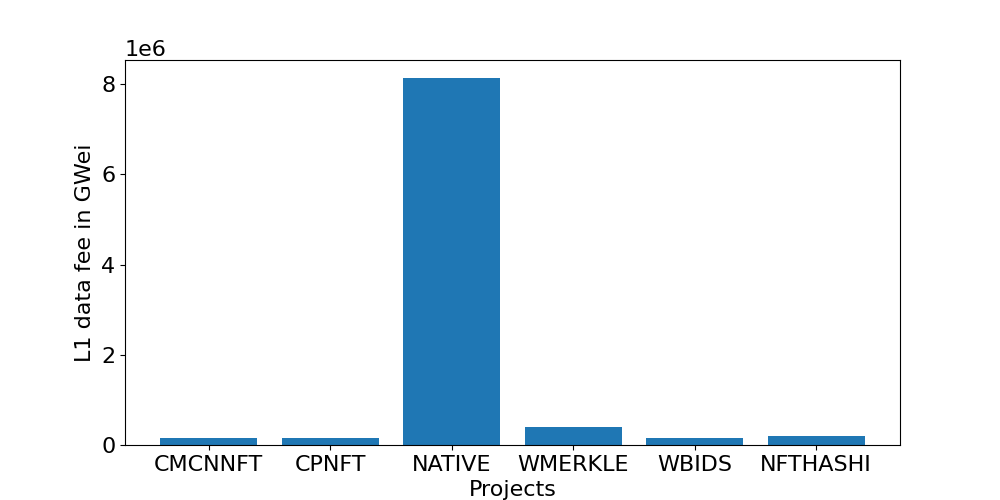 1e6
8
6
4
2
0
L1 data fee in GWei
CMCNNFT CPNFT NATIVE WMERKLE WBIDS NFTHASHI
Projects